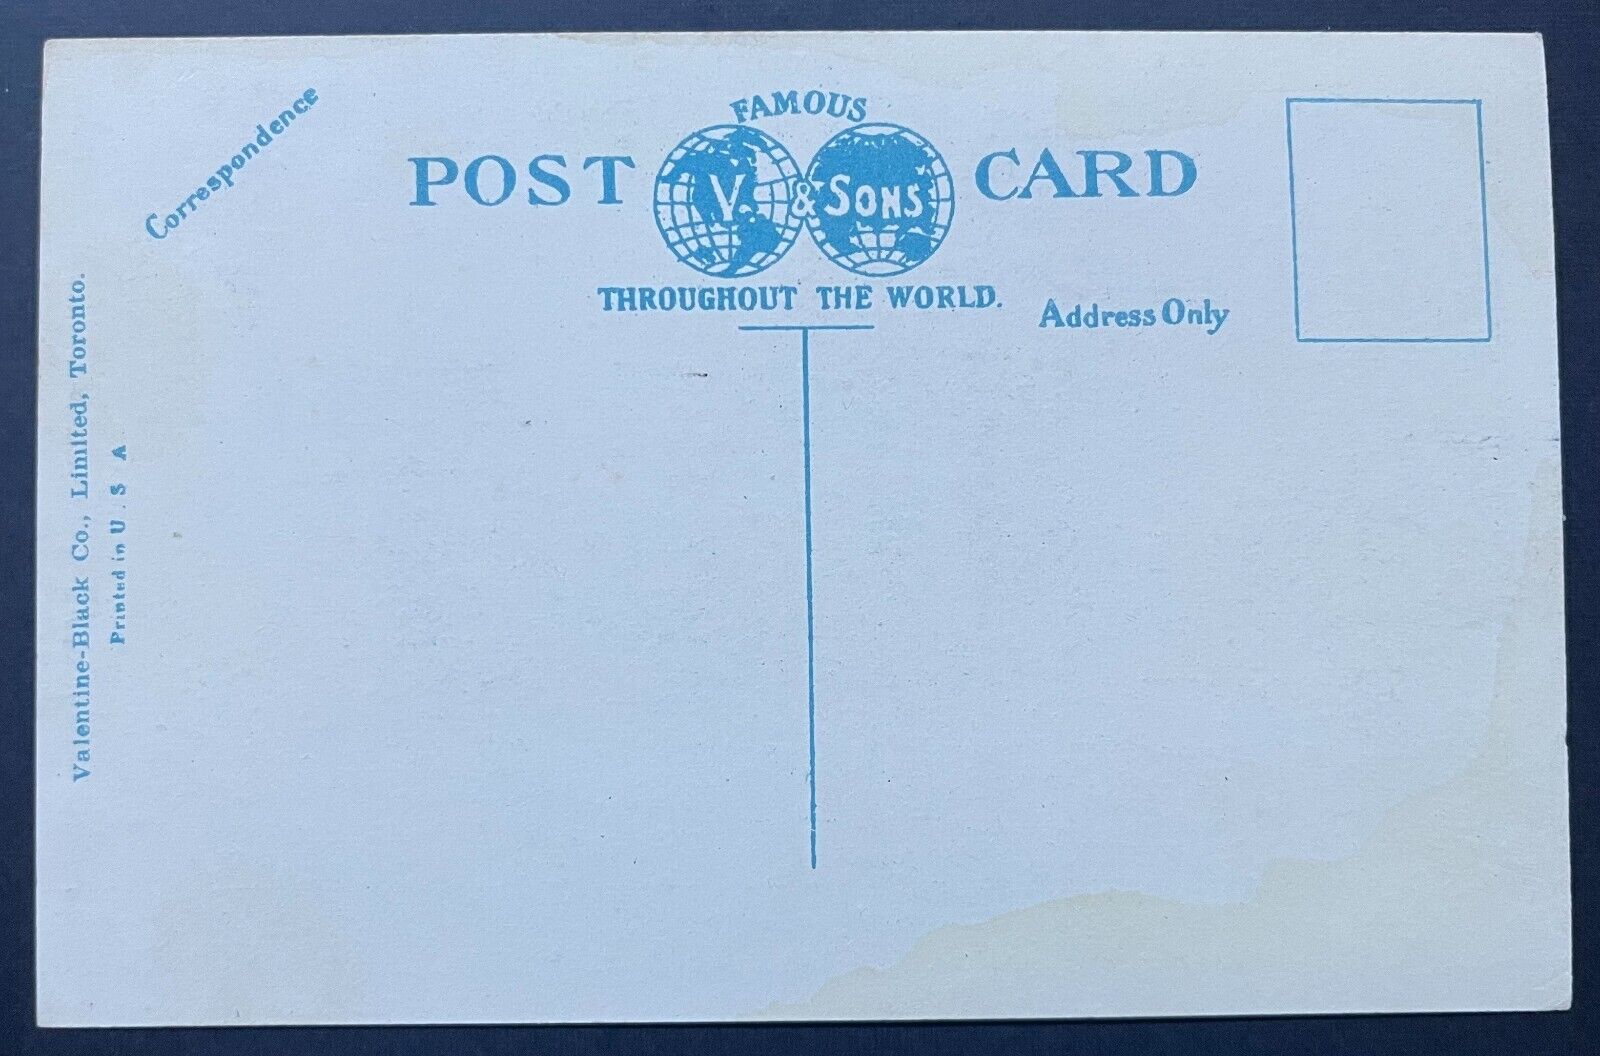 FAMOUS
POST V. & SONS CARD
THROUGHOUT THE WORLD.
Correspondence
Address Only
Valentine-Black Co., Limited, Toronto.
Printed in U. S A